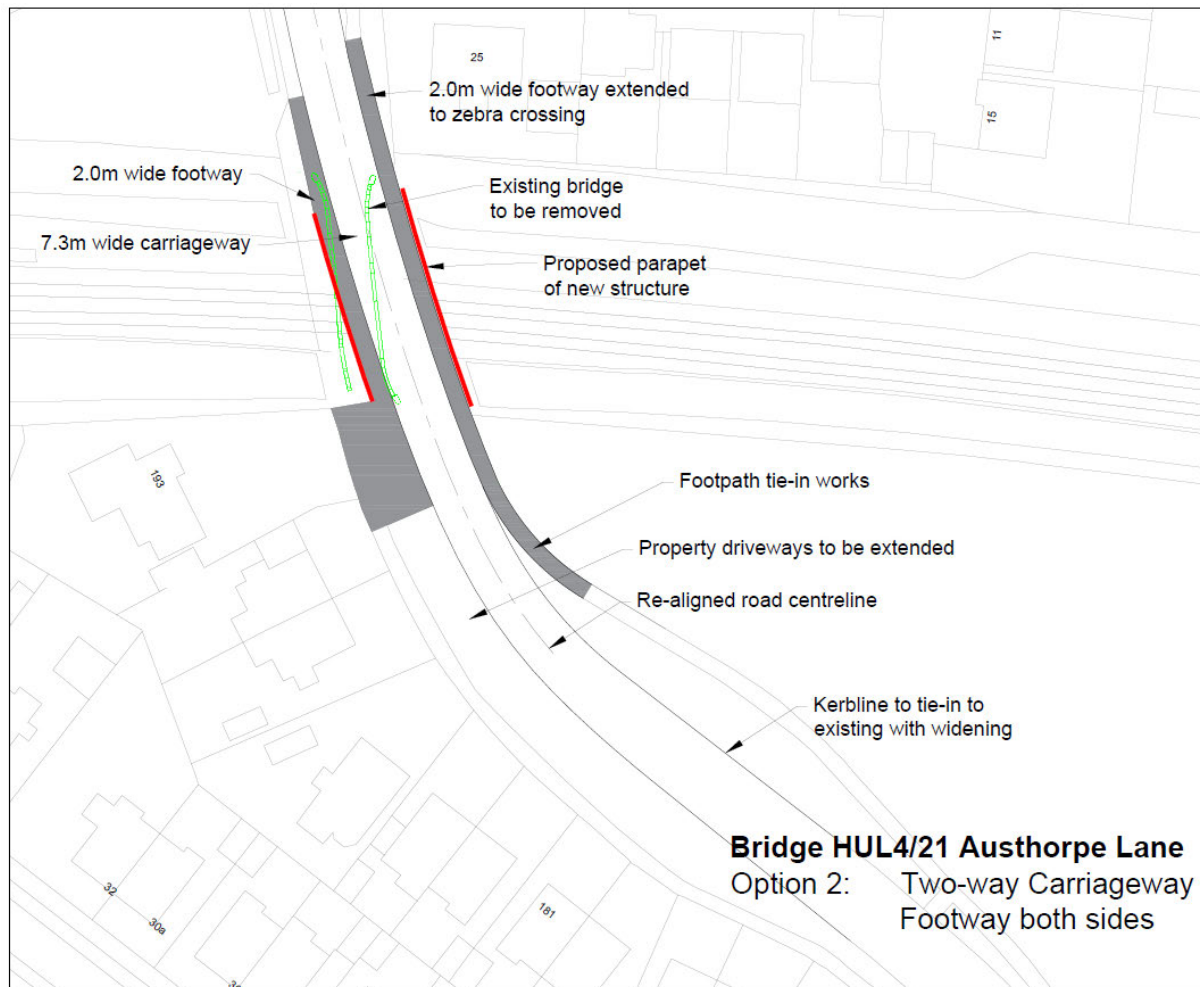 25
11
2.0m wide footway extended
to zebra crossing
15
2.0m wide footway
Existing bridge
to be removed
7.3m wide carriageway
Proposed parapet
of new structure
193
Footpath tie-in works
Property driveways to be extended
Re-aligned road centreline
Kerbline to tie-in to
existing with widening
Bridge HUL4/21 Austhorpe Lane
Option 2: Two-way Carriageway
Footway both sides
32
30a
181